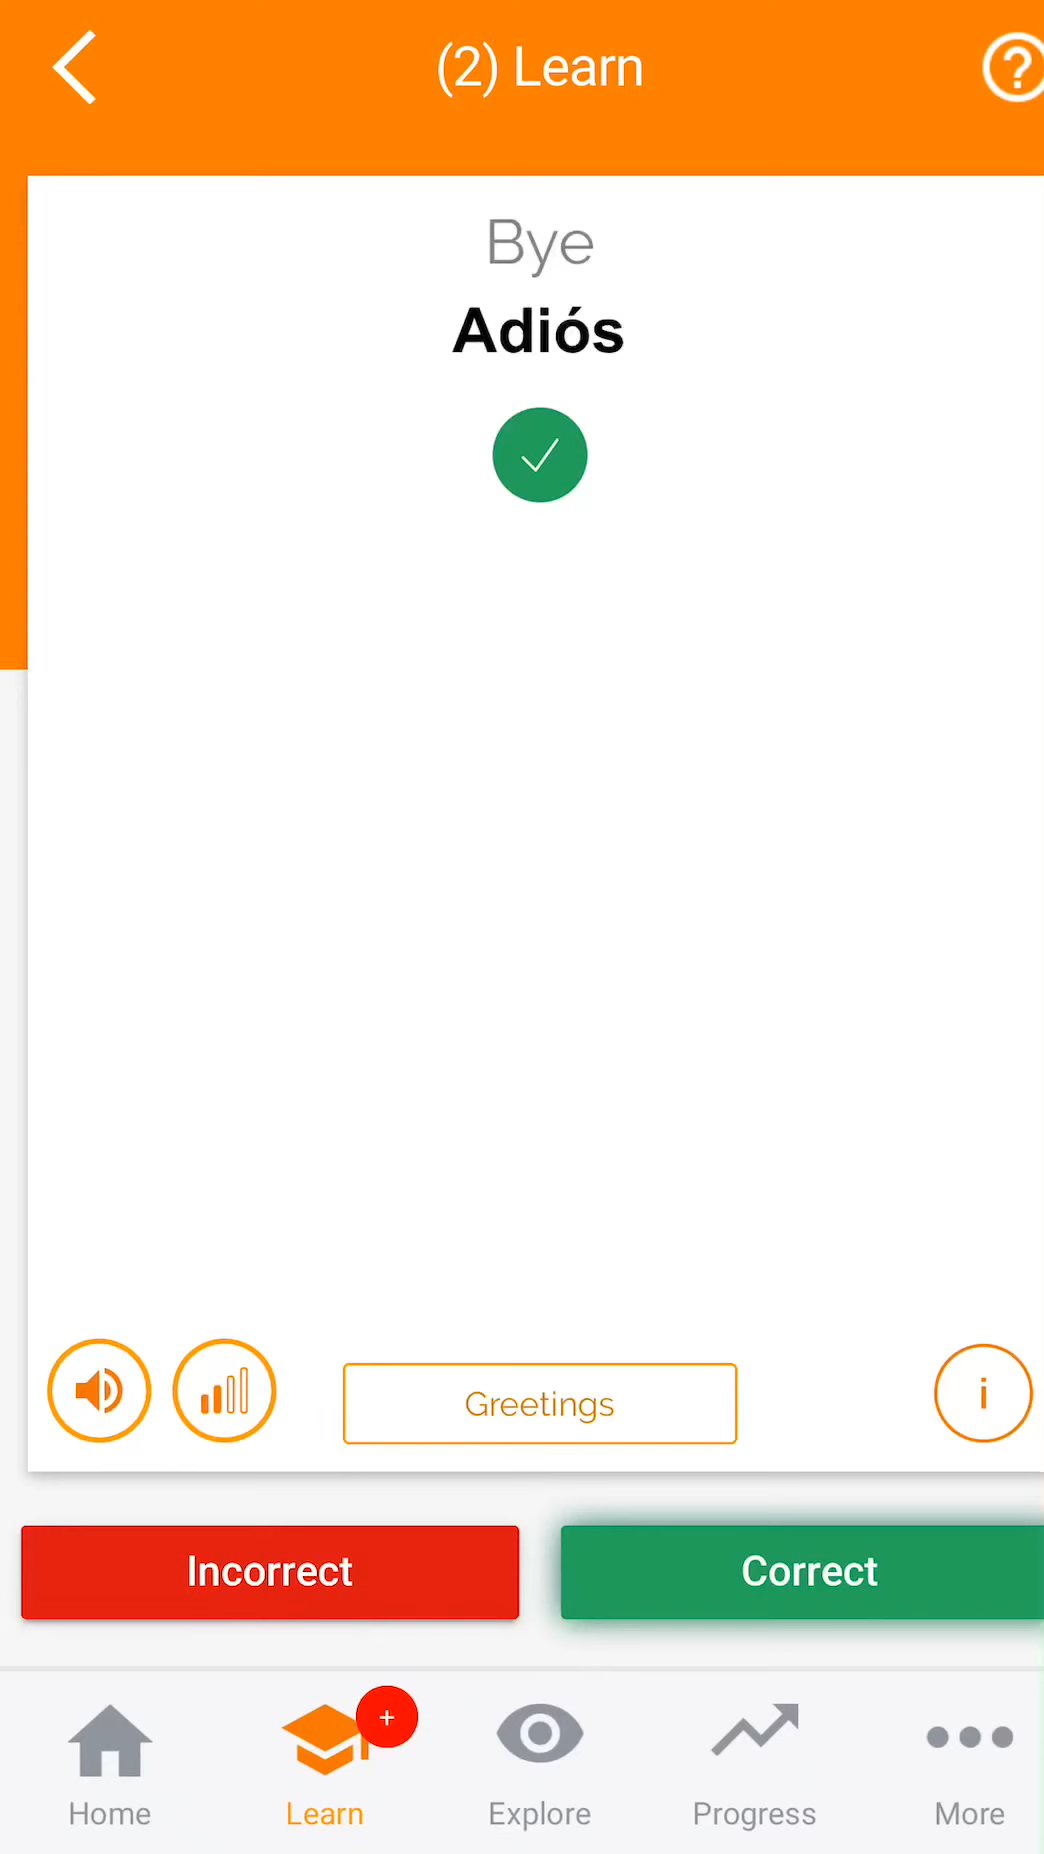 (2) Learn
Bye
Adiós
Greetings
Incorrect
Correct
Home
Learn
Explore
Progress
More